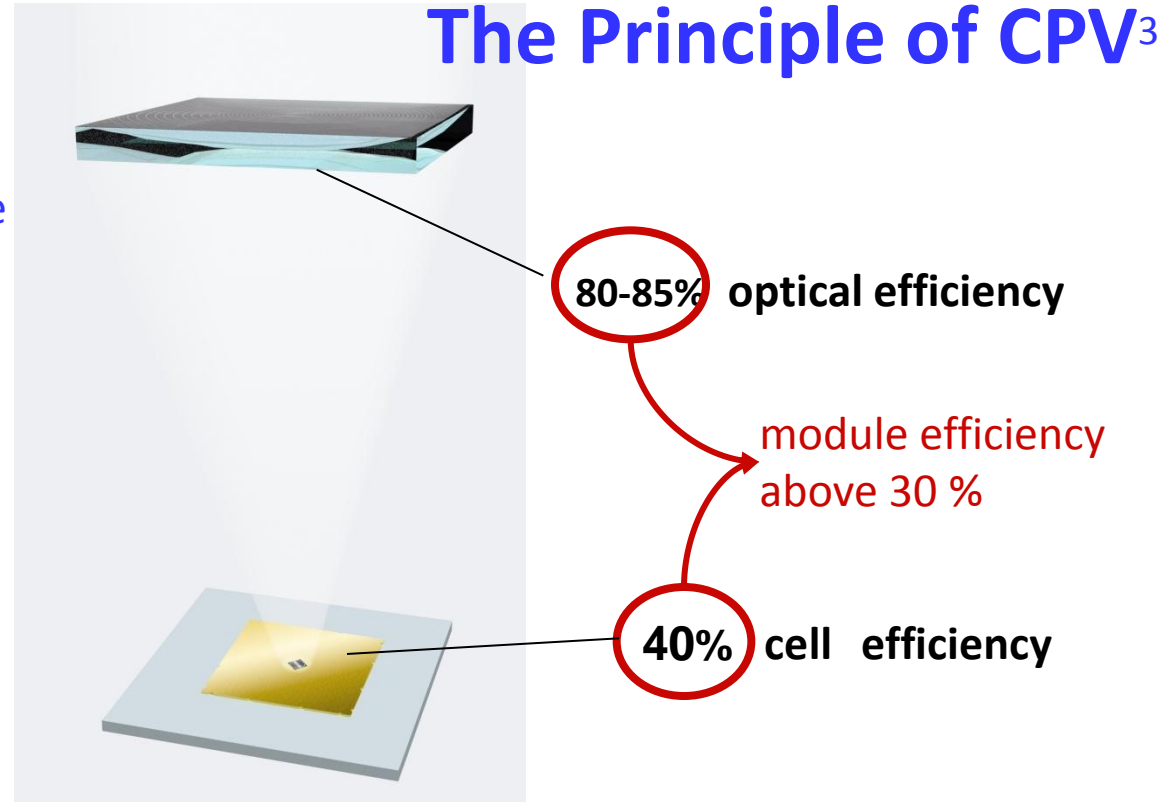 The Principle of CPV³
e
80-85% optical efficiency
module efficiency
above 30 %
40% cell efficiency